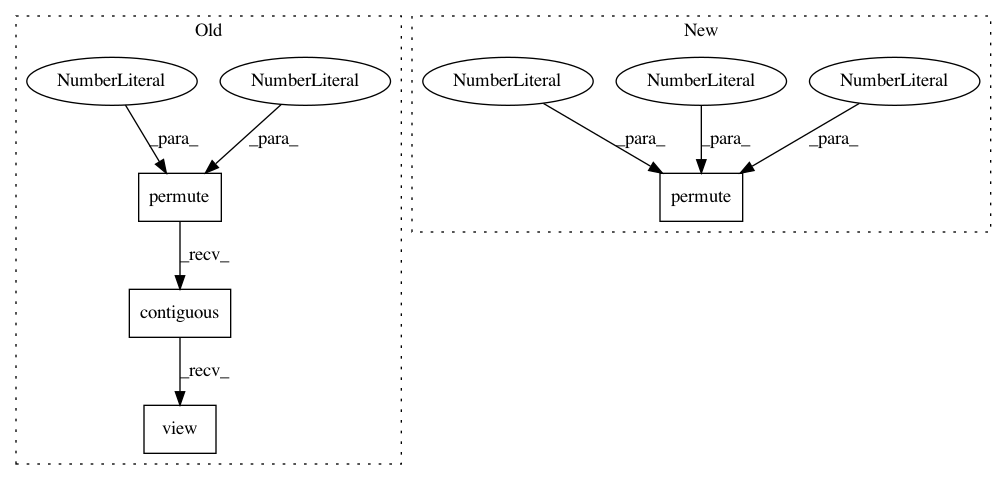 Old
New
NumberLiteral
NumberLiteral
NumberLiteral
NumberLiteral
NumberLiteral
_para_
_para_
_para_
_para_
_para_
permute
permute
_recv_
contiguous
_recv_
view